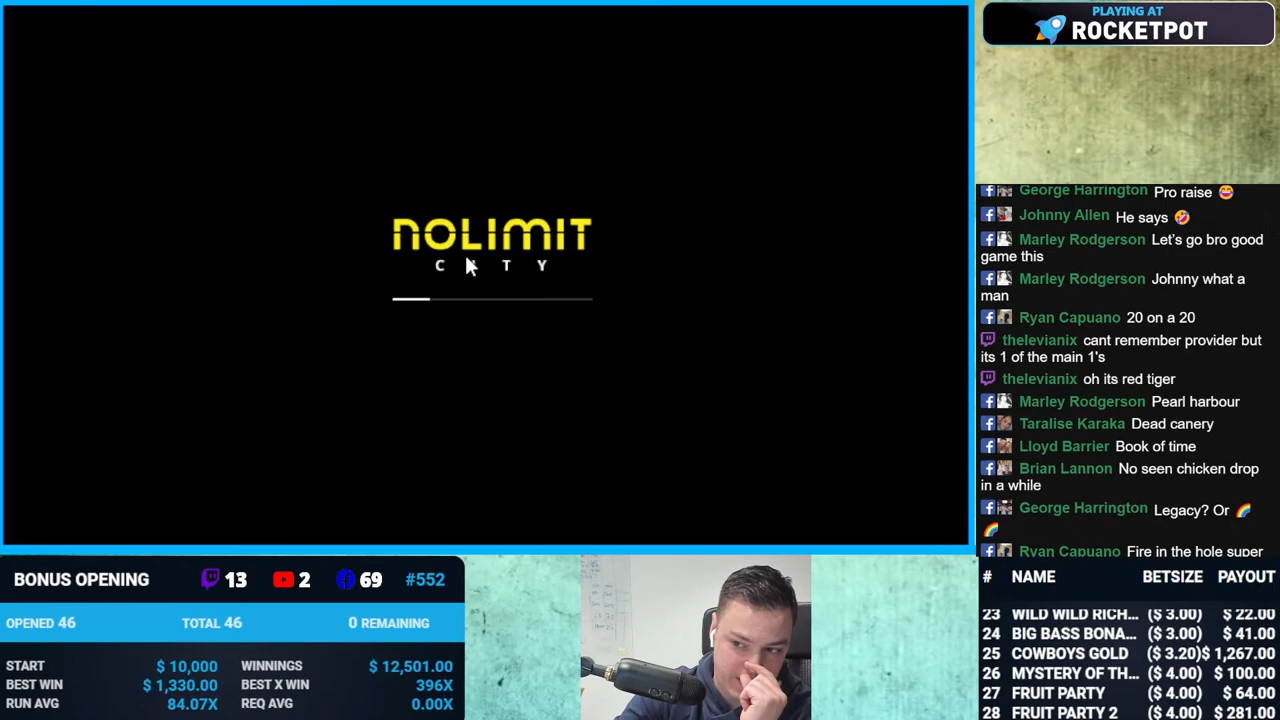 PLAYING AT
ROCKETPOT
NOLIMIT
C I T Y
George Harrington Pro raise 😂
Johnny Allen He says 🤣
Marley Rodgerson Let's go bro good
game this
Marley Rodgerson Johnny what a
man
Ryan Capuano 20 on a 20
thelevianix cant remember provider but
its 1 of the main 1's
thelevianix oh its red tiger
Marley Rodgerson Pearl harbour
Taralise Karaka Dead canery
Lloyd Barrier Book of time
Brian Lannon No seen chicken drop
in a while
George Harrington Legacy? Or 🌈
🌈
Ryan Capuano Fire in the hole super
BONUS OPENING 13 2 69 #552
OPENED 46 TOTAL 46 0 REMAINING
START $ 10,000 WINNINGS $ 12,501.00
BEST WIN $ 1,330.00 BEST X WIN 396X
RUN AVG 84.07X REQ AVG 0.00X
# NAME BETSIZE PAYOUT
23 WILD WILD RICH... ($ 3.00) $ 22.00
24 BIG BASS BONA... ($ 3.00) $ 41.00
25 COWBOYS GOLD ($ 3.20) $ 1,267.00
26 MYSTERY OF TH... ($ 4.00) $ 100.00
27 FRUIT PARTY ($ 4.00) $ 64.00
28 FRUIT PARTY 2 ($ 4.00) $ 281.00